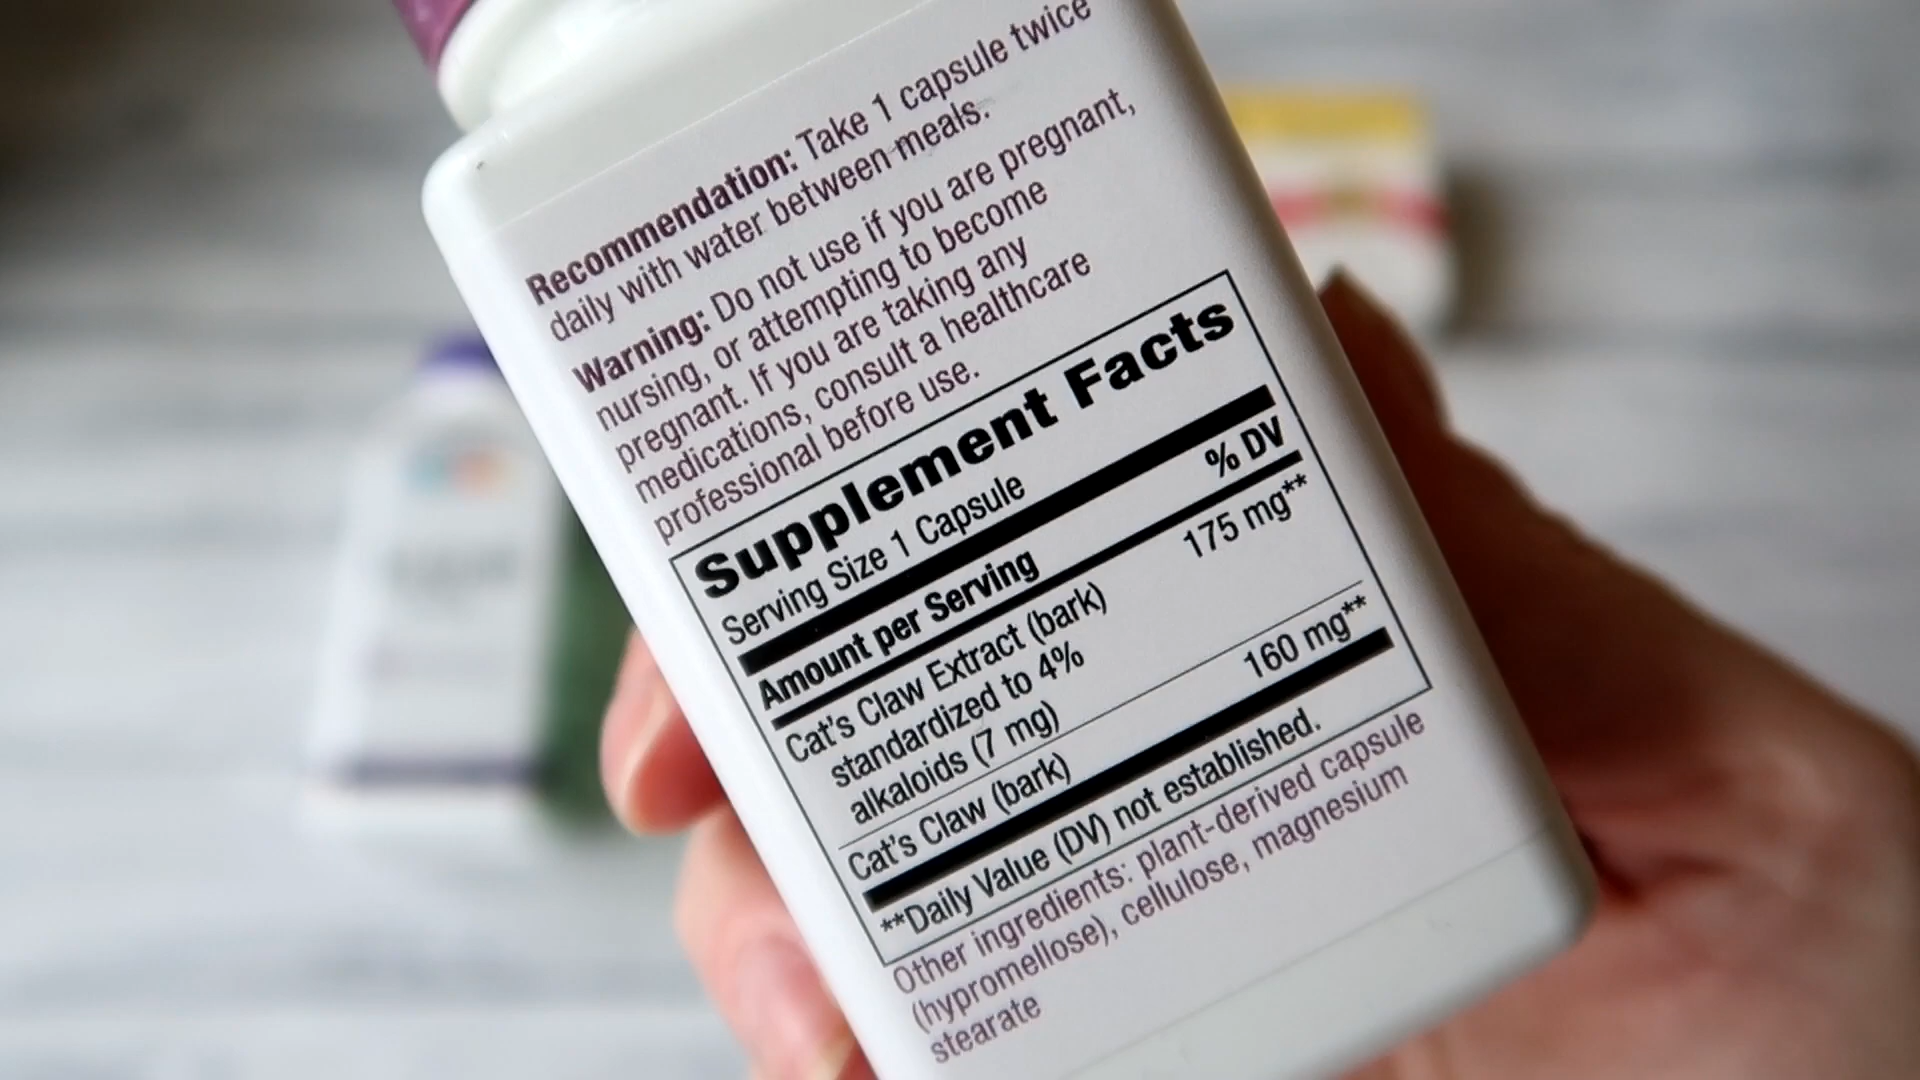 Recommendation: Take 1 capsule twice
daily with water between meals.
Warning: Do not use if you are pregnant,
nursing, or attempting to become
pregnant. If you are taking any
medications, consult a healthcare
professional before use.
Supplement Facts
Serving Size 1 Capsule
Amount per Serving % DV
Cat's Claw Extract (bark) 175 mg**
standardized to 4%
alkaloids (7 mg)
Cat's Claw (bark) 160 mg**
**Daily Value (DV) not established.
Other ingredients: plant-derived capsule
(hypromellose), cellulose, magnesium
stearate